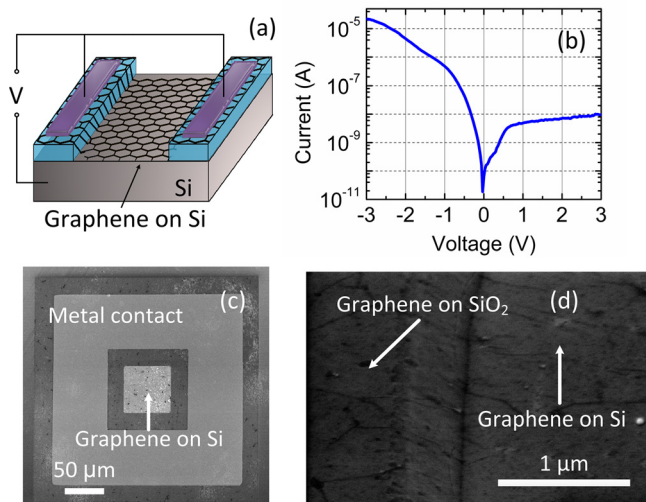 (a)
V
Si
Graphene on Si
(b)
Current (A)
10⁻⁵
10⁻⁷
10⁻⁹
10⁻¹¹
-3 -2 -1 0 1 2 3
Voltage (V)
(c)
Metal contact
Graphene on Si
50 μm
(d)
Graphene on SiO₂
Graphene on Si
1 μm